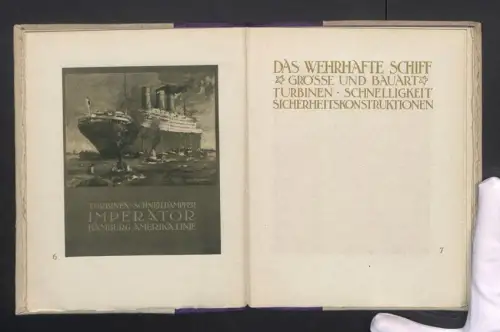 TURBINEN-SCHNELLDAMPFER
IMPERATOR
HAMBURG-AMERIKA LINIE
6
DAS WEHRHAFTE SCHIFF
GRÖSSE UND BAUART
TURBINEN · SCHNELLIGKEIT
SICHERHEITSKONSTRUKTIONEN
7